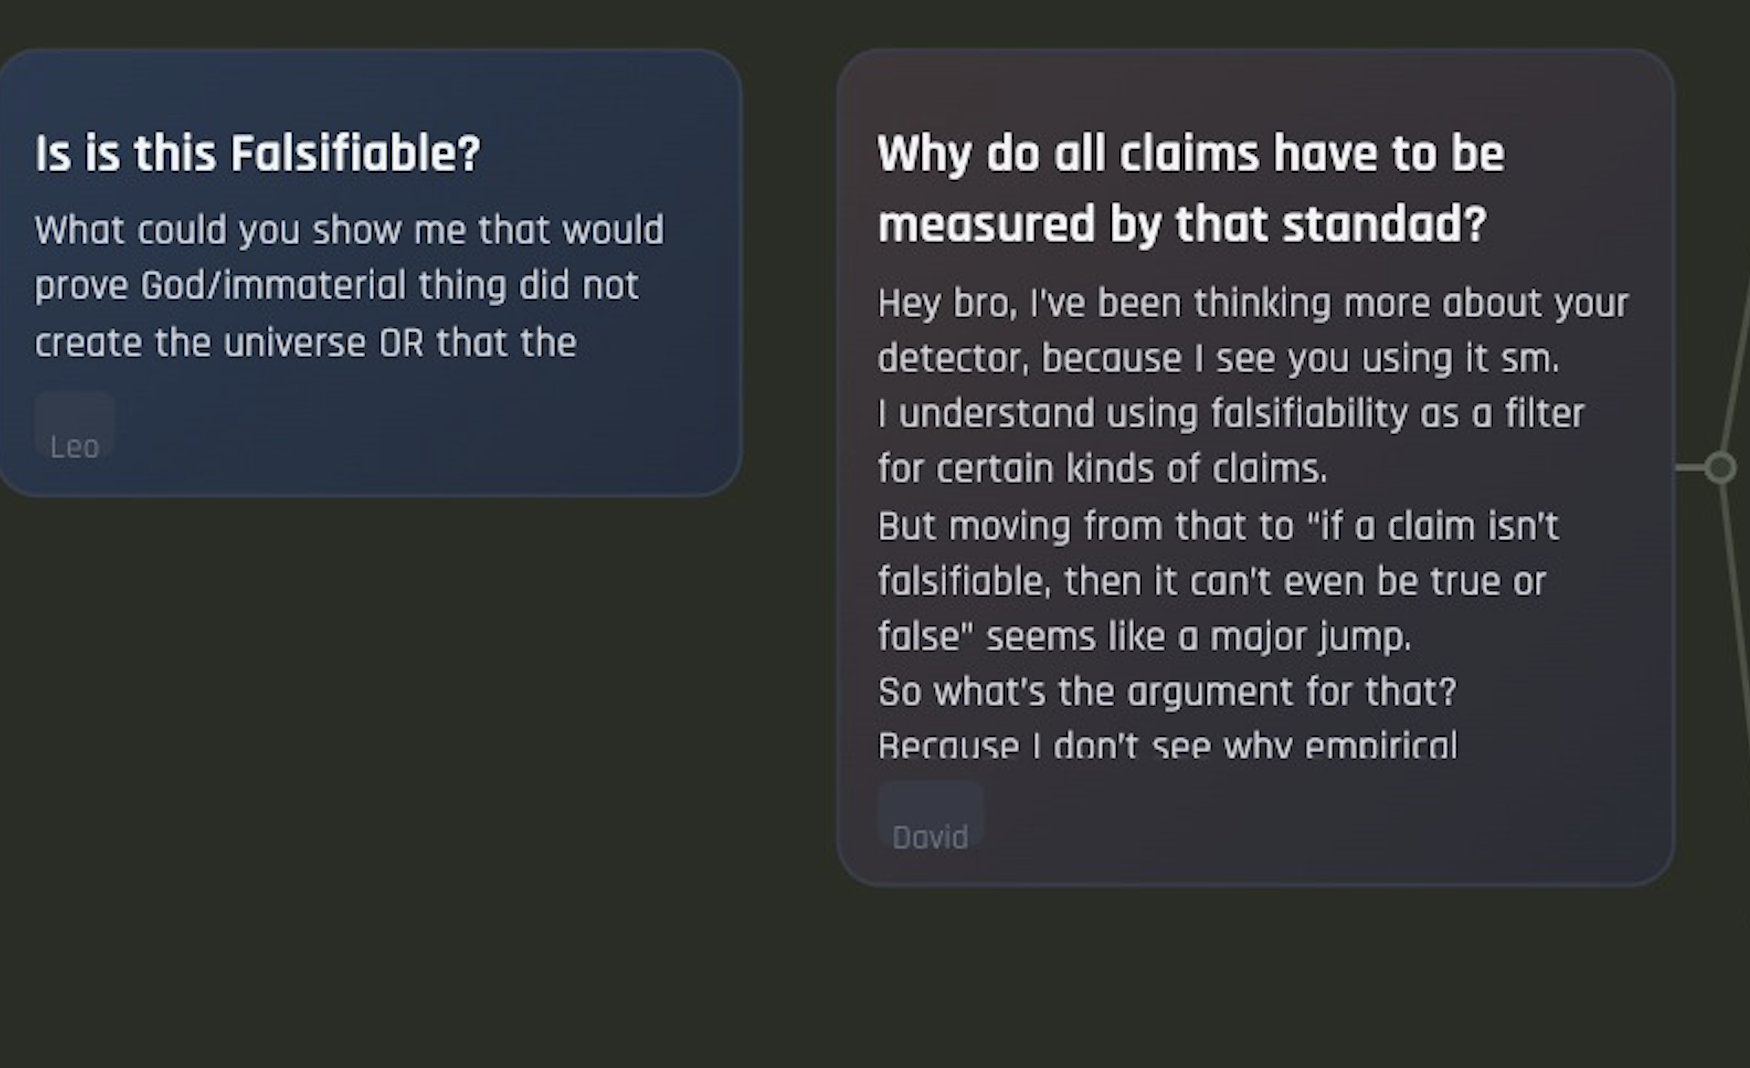 Is is this Falsifiable?
What could you show me that would
prove God/immaterial thing did not
create the universe OR that the
Leo
Why do all claims have to be
measured by that standad?
Hey bro, I've been thinking more about your
detector, because I see you using it sm.
I understand using falsifiability as a filter
for certain kinds of claims.
But moving from that to "if a claim isn't
falsifiable, then it can't even be true or
false" seems like a major jump.
So what's the argument for that?
Because I don't see why empirical
David